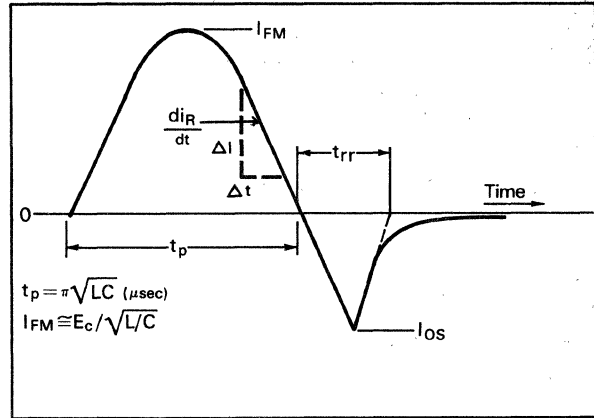 I_FM
di_R
dt
ΔI
Δt
t_rr
Time
0
t_p
t_p=π√LC (μsec)
I_FM≅E_c/√L/C
I_OS